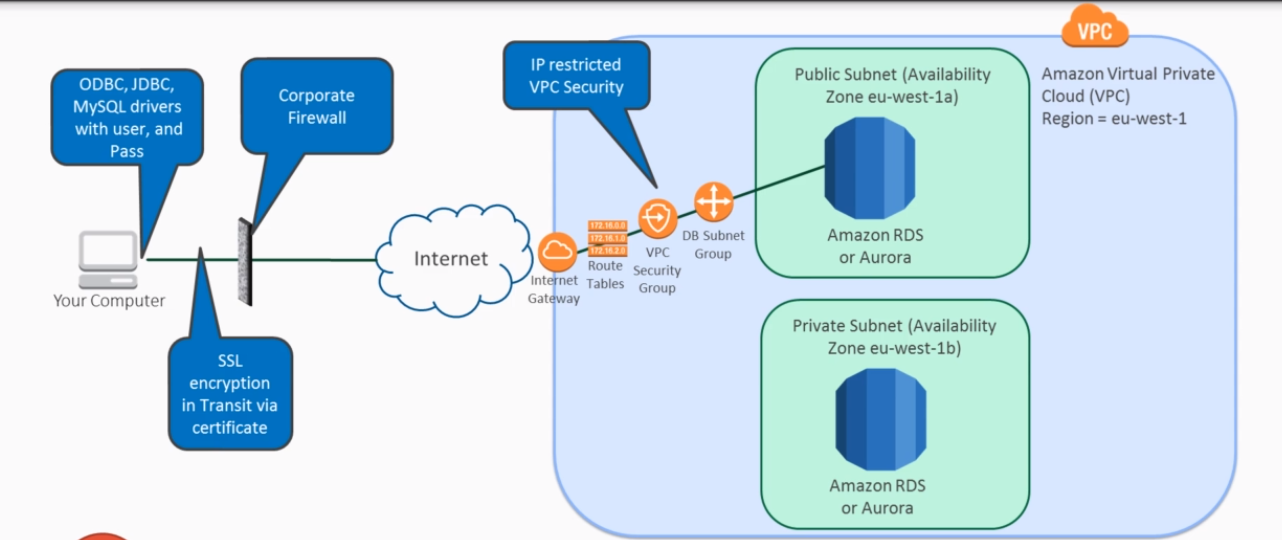 ODBC, JDBC,
MySQL drivers
with user, and
Pass
Corporate
Firewall
IP restricted
VPC Security
VPC
Public Subnet (Availability
Zone eu-west-1a)
Amazon Virtual Private
Cloud (VPC)
Region = eu-west-1
Amazon RDS
or Aurora
Your Computer
Internet
Internet
Gateway
172.16.0.0
172.16.1.0
172.16.2.0
Route
Tables
VPC
Security
Group
DB Subnet
Group
SSL
encryption
in Transit via
certificate
Private Subnet (Availability
Zone eu-west-1b)
Amazon RDS
or Aurora